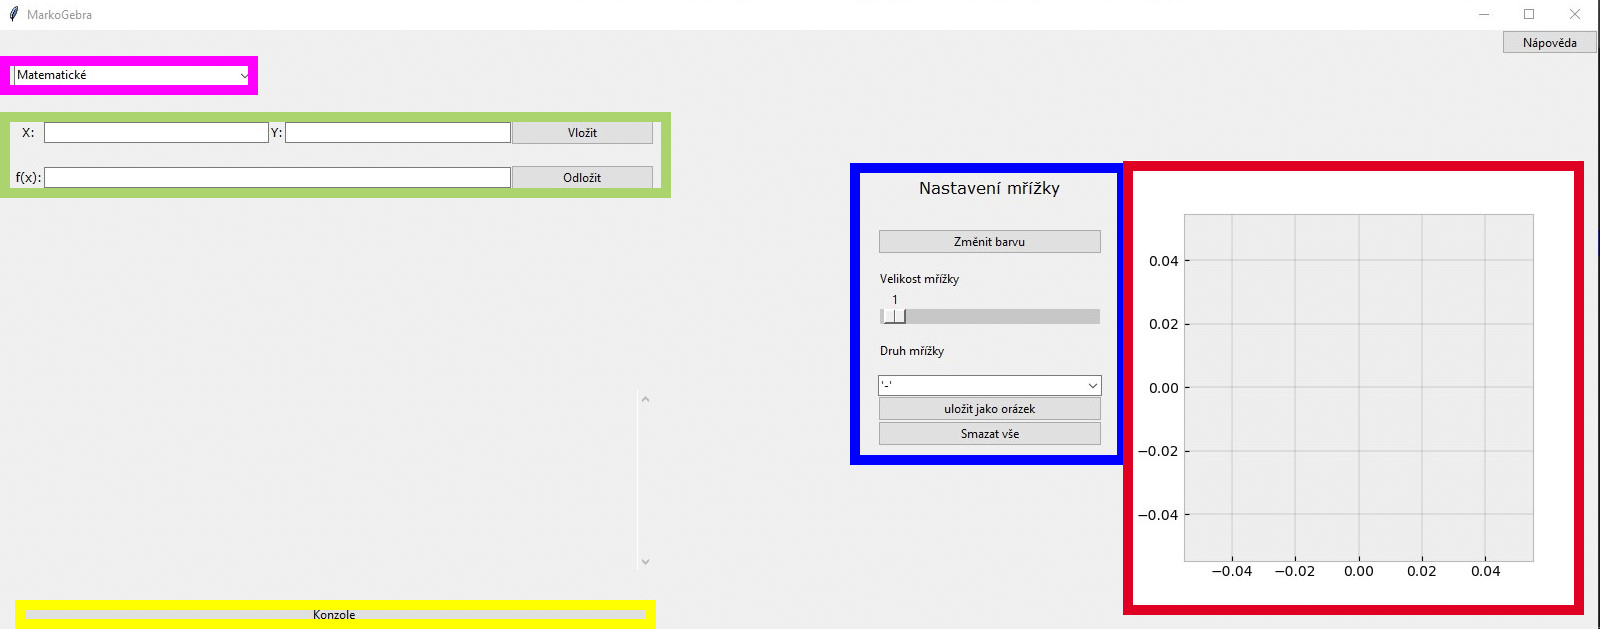 MarkoGebra
Nápověda
Matematické
X: Y: Vložit
f(x): Odložit
Nastavení mřížky
Změnit barvu
Velikost mřížky
1
Druh mřížky
'-'
uložit jako orázek
Smazat vše
0.04
0.02
0.00
−0.02
−0.04
−0.04 −0.02 0.00 0.02 0.04
Konzole